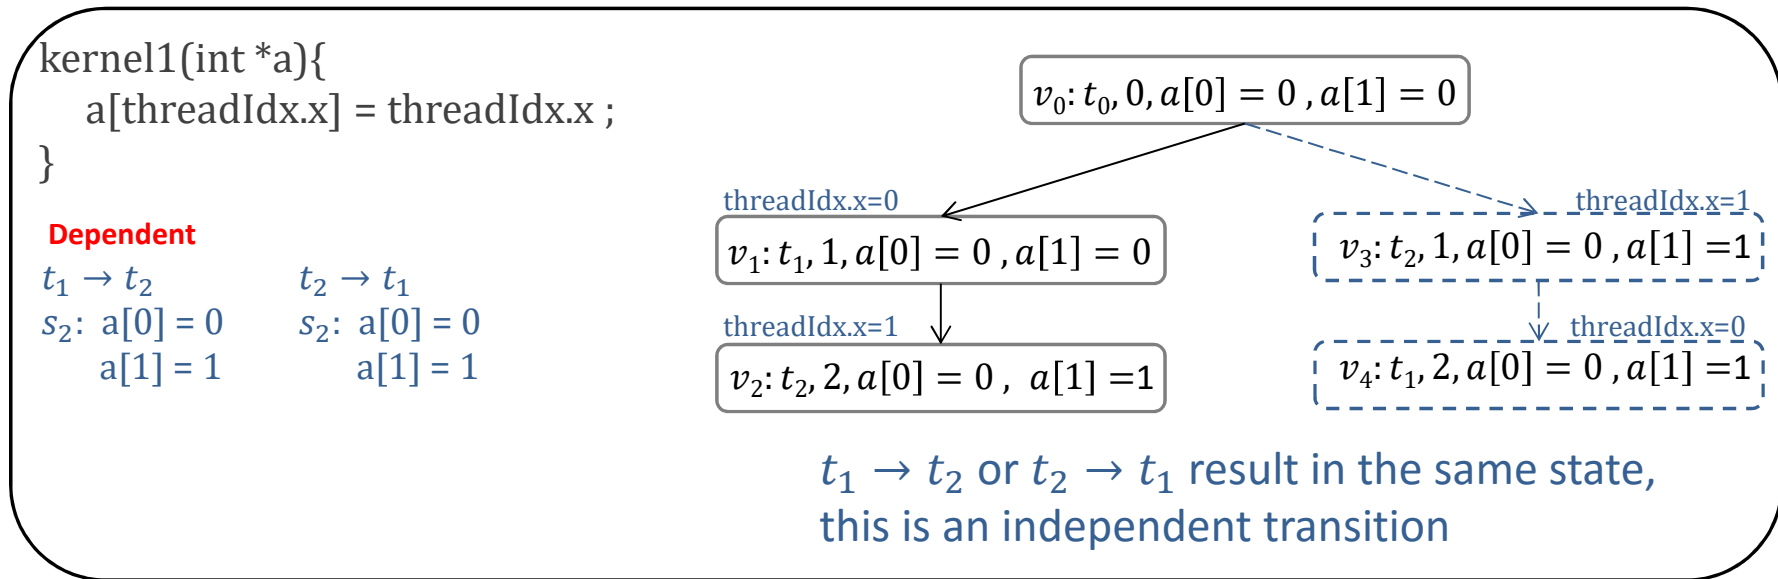 kernel1(int *a){
a[threadIdx.x] = threadIdx.x ;
}
Dependent
t₁ → t₂
s₂: a[0] = 0
a[1] = 1
t₂ → t₁
s₂: a[0] = 0
a[1] = 1
v₀: t₀, 0, a[0] = 0 , a[1] = 0
threadIdx.x=0
v₁: t₁, 1, a[0] = 0 , a[1] = 0
threadIdx.x=1
v₂: t₂, 2, a[0] = 0 , a[1] =1
threadIdx.x=1
v₃: t₂, 1, a[0] = 0 , a[1] =1
threadIdx.x=0
v₄: t₁, 2, a[0] = 0 , a[1] =1
t₁ → t₂ or t₂ → t₁ result in the same state,
this is an independent transition